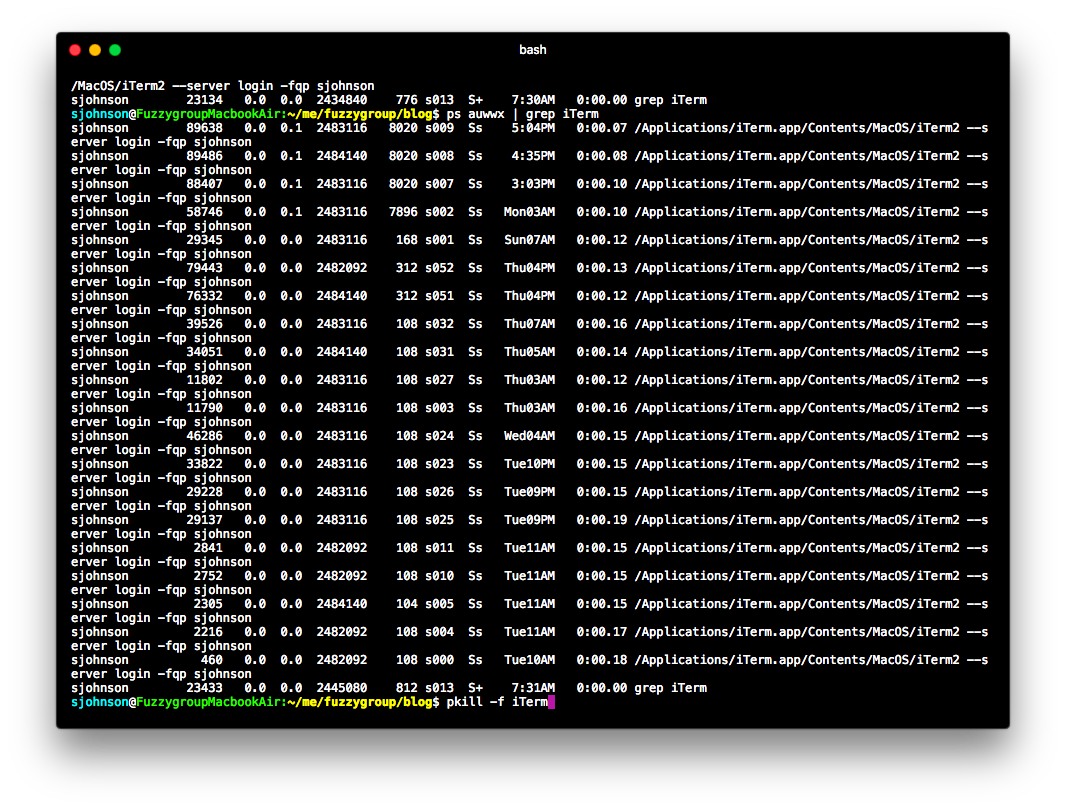 bash
/MacOS/iTerm2 --server login -fqp sjohnson
sjohnson        23134   0.0  0.0  2434840    776 s013  S+    7:30AM   0:00.00 grep iTerm
sjohnson@FuzzygroupMacbookAir:~/me/fuzzygroup/blog$ ps auwwx | grep iTerm
sjohnson        89638   0.0  0.1  2483116   8020 s009  Ss    5:04PM   0:00.07 /Applications/iTerm.app/Contents/MacOS/iTerm2 --s
erver login -fqp sjohnson
sjohnson        89486   0.0  0.1  2484140   8020 s008  Ss    4:35PM   0:00.08 /Applications/iTerm.app/Contents/MacOS/iTerm2 --s
erver login -fqp sjohnson
sjohnson        88407   0.0  0.1  2483116   8020 s007  Ss    3:03PM   0:00.10 /Applications/iTerm.app/Contents/MacOS/iTerm2 --s
erver login -fqp sjohnson
sjohnson        58746   0.0  0.1  2483116   7896 s002  Ss   Mon03AM   0:00.10 /Applications/iTerm.app/Contents/MacOS/iTerm2 --s
erver login -fqp sjohnson
sjohnson        29345   0.0  0.0  2483116    168 s001  Ss   Sun07AM   0:00.12 /Applications/iTerm.app/Contents/MacOS/iTerm2 --s
erver login -fqp sjohnson
sjohnson        79443   0.0  0.0  2482092    312 s052  Ss   Thu04PM   0:00.13 /Applications/iTerm.app/Contents/MacOS/iTerm2 --s
erver login -fqp sjohnson
sjohnson        76332   0.0  0.0  2484140    312 s051  Ss   Thu04PM   0:00.12 /Applications/iTerm.app/Contents/MacOS/iTerm2 --s
erver login -fqp sjohnson
sjohnson        39526   0.0  0.0  2483116    108 s032  Ss   Thu07AM   0:00.16 /Applications/iTerm.app/Contents/MacOS/iTerm2 --s
erver login -fqp sjohnson
sjohnson        34051   0.0  0.0  2484140    108 s031  Ss   Thu05AM   0:00.14 /Applications/iTerm.app/Contents/MacOS/iTerm2 --s
erver login -fqp sjohnson
sjohnson        11802   0.0  0.0  2483116    108 s027  Ss   Thu03AM   0:00.12 /Applications/iTerm.app/Contents/MacOS/iTerm2 --s
erver login -fqp sjohnson
sjohnson        11790   0.0  0.0  2483116    108 s003  Ss   Thu03AM   0:00.16 /Applications/iTerm.app/Contents/MacOS/iTerm2 --s
erver login -fqp sjohnson
sjohnson        46286   0.0  0.0  2483116    108 s024  Ss   Wed04AM   0:00.15 /Applications/iTerm.app/Contents/MacOS/iTerm2 --s
erver login -fqp sjohnson
sjohnson        33822   0.0  0.0  2483116    108 s023  Ss   Tue10PM   0:00.15 /Applications/iTerm.app/Contents/MacOS/iTerm2 --s
erver login -fqp sjohnson
sjohnson        29228   0.0  0.0  2483116    108 s026  Ss   Tue09PM   0:00.15 /Applications/iTerm.app/Contents/MacOS/iTerm2 --s
erver login -fqp sjohnson
sjohnson        29137   0.0  0.0  2483116    108 s025  Ss   Tue09PM   0:00.19 /Applications/iTerm.app/Contents/MacOS/iTerm2 --s
erver login -fqp sjohnson
sjohnson         2841   0.0  0.0  2482092    108 s011  Ss   Tue11AM   0:00.15 /Applications/iTerm.app/Contents/MacOS/iTerm2 --s
erver login -fqp sjohnson
sjohnson         2752   0.0  0.0  2482092    108 s010  Ss   Tue11AM   0:00.15 /Applications/iTerm.app/Contents/MacOS/iTerm2 --s
erver login -fqp sjohnson
sjohnson         2305   0.0  0.0  2484140    104 s005  Ss   Tue11AM   0:00.15 /Applications/iTerm.app/Contents/MacOS/iTerm2 --s
erver login -fqp sjohnson
sjohnson         2216   0.0  0.0  2482092    108 s004  Ss   Tue11AM   0:00.17 /Applications/iTerm.app/Contents/MacOS/iTerm2 --s
erver login -fqp sjohnson
sjohnson          460   0.0  0.0  2482092    108 s000  Ss   Tue10AM   0:00.18 /Applications/iTerm.app/Contents/MacOS/iTerm2 --s
erver login -fqp sjohnson
sjohnson        23433   0.0  0.0  2445080    812 s013  S+    7:31AM   0:00.00 grep iTerm
sjohnson@FuzzygroupMacbookAir:~/me/fuzzygroup/blog$ pkill -f iTerm